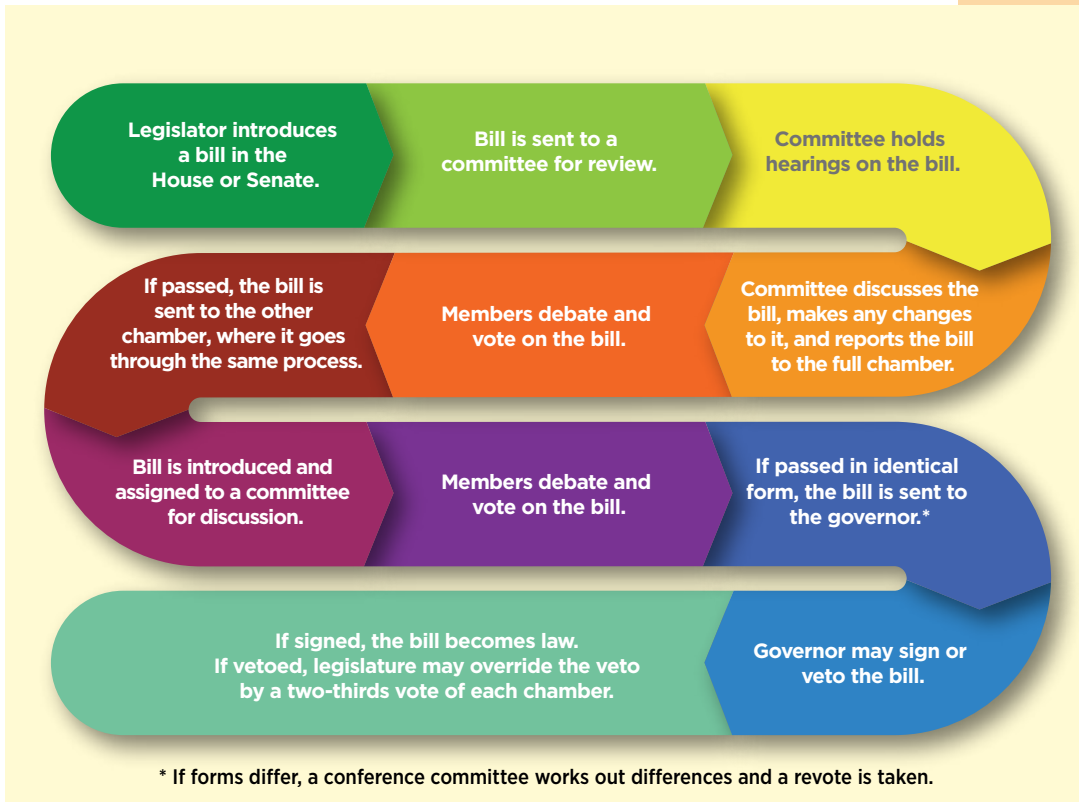 Legislator introduces
a bill in the
House or Senate.
Bill is sent to a
committee for review.
Committee holds
hearings on the bill.
Committee discusses the
bill, makes any changes
to it, and reports the bill
to the full chamber.
Members debate and
vote on the bill.
If passed, the bill is
sent to the other
chamber, where it goes
through the same process.
Bill is introduced and
assigned to a committee
for discussion.
Members debate and
vote on the bill.
If passed in identical
form, the bill is sent to
the governor.*
Governor may sign or
veto the bill.
If signed, the bill becomes law.
If vetoed, legislature may override the veto
by a two-thirds vote of each chamber.
* If forms differ, a conference committee works out differences and a revote is taken.